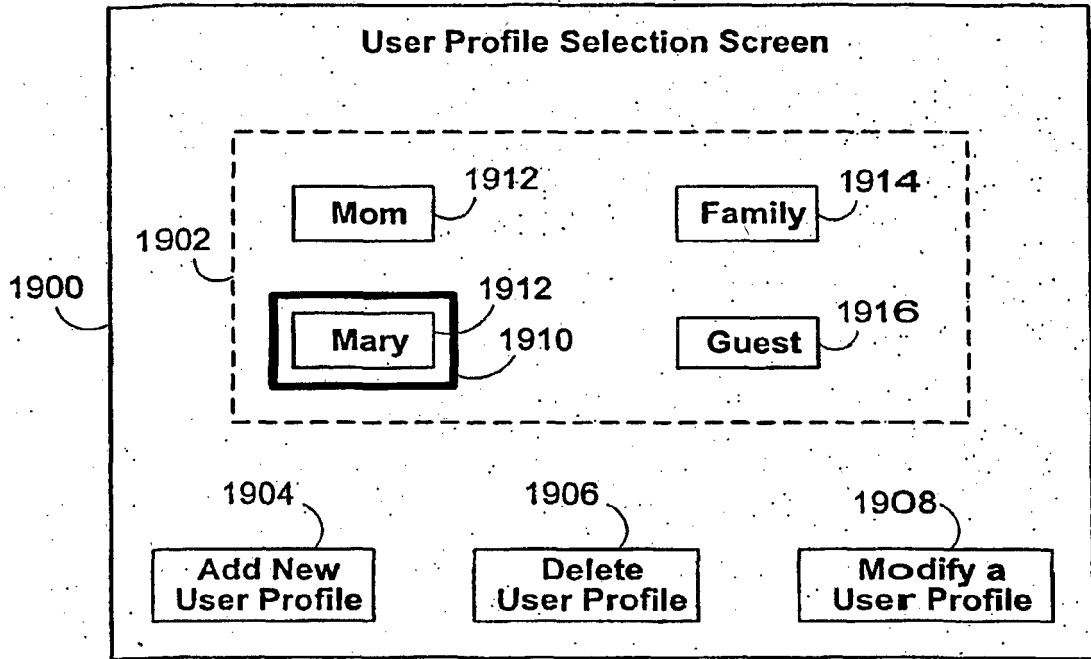 User Profile Selection Screen
1912
1914
Mom
Family
1902
1900
1912
1916
Mary
1910
Guest
1904
1906
1908
Add New
User Profile
Delete
User Profile
Modify a
User Profile